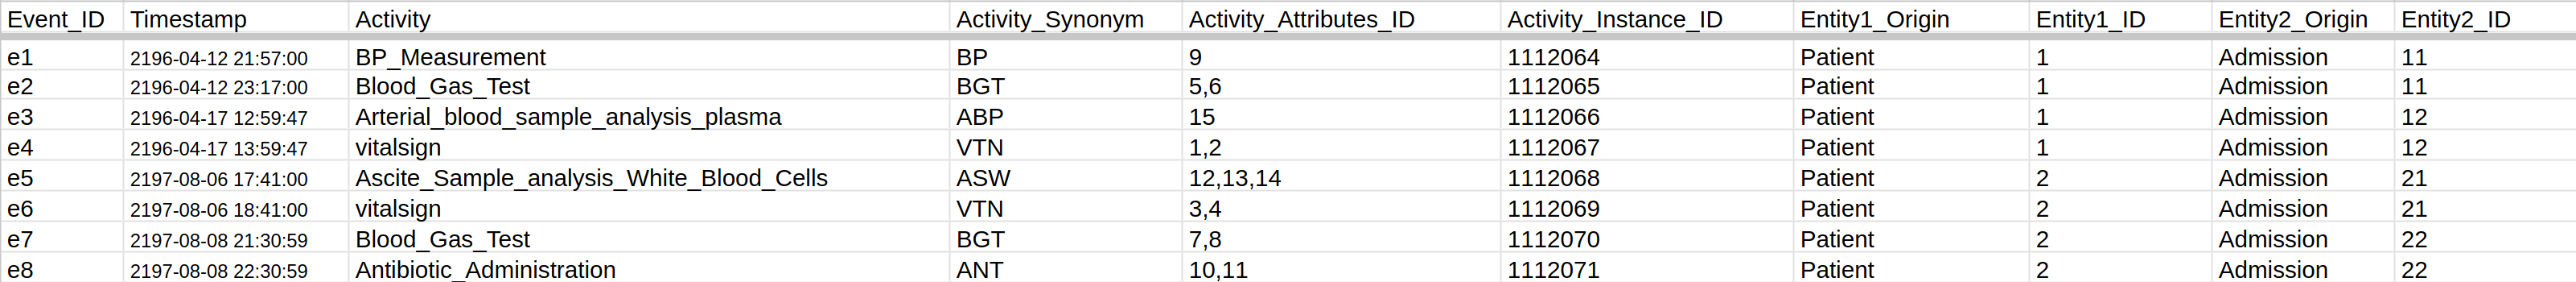 Event_ID Timestamp Activity Activity_Synonym Activity_Attributes_ID Activity_Instance_ID Entity1_Origin Entity1_ID Entity2_Origin Entity2_ID
e1 2196-04-12 21:57:00 BP_Measurement BP 9 1112064 Patient 1 Admission 11
e2 2196-04-12 23:17:00 Blood_Gas_Test BGT 5,6 1112065 Patient 1 Admission 11
e3 2196-04-17 12:59:47 Arterial_blood_sample_analysis_plasma ABP 15 1112066 Patient 1 Admission 12
e4 2196-04-17 13:59:47 vitalsign VTN 1,2 1112067 Patient 1 Admission 12
e5 2197-08-06 17:41:00 Ascite_Sample_analysis_White_Blood_Cells ASW 12,13,14 1112068 Patient 2 Admission 21
e6 2197-08-06 18:41:00 vitalsign VTN 3,4 1112069 Patient 2 Admission 21
e7 2197-08-08 21:30:59 Blood_Gas_Test BGT 7,8 1112070 Patient 2 Admission 22
e8 2197-08-08 22:30:59 Antibiotic_Administration ANT 10,11 1112071 Patient 2 Admission 22